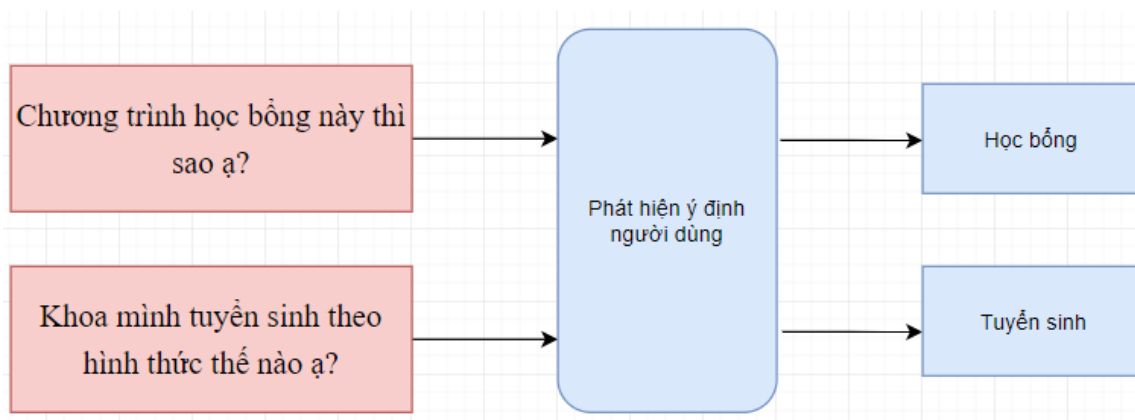 Chương trình học bổng này thì
sao ạ?
Khoa mình tuyển sinh theo
hình thức thế nào ạ?
Phát hiện ý định
người dùng
Học bổng
Tuyển sinh